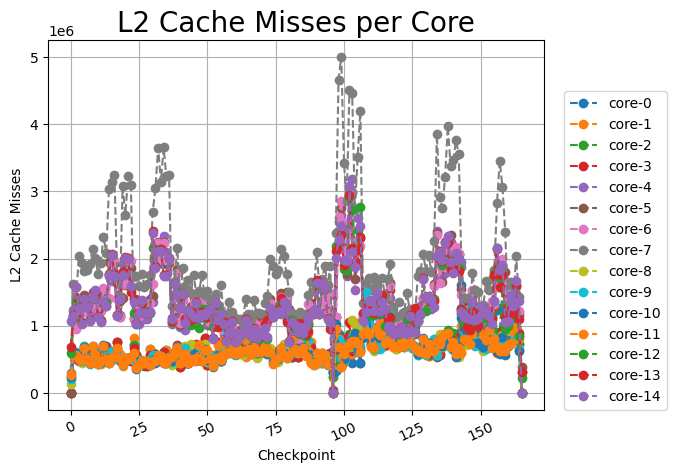 L2 Cache Misses per Core
1e6
5
4
3
2
1
0
L2 Cache Misses
0
25
50
75
100
125
150
Checkpoint
core-0
core-1
core-2
core-3
core-4
core-5
core-6
core-7
core-8
core-9
core-10
core-11
core-12
core-13
core-14